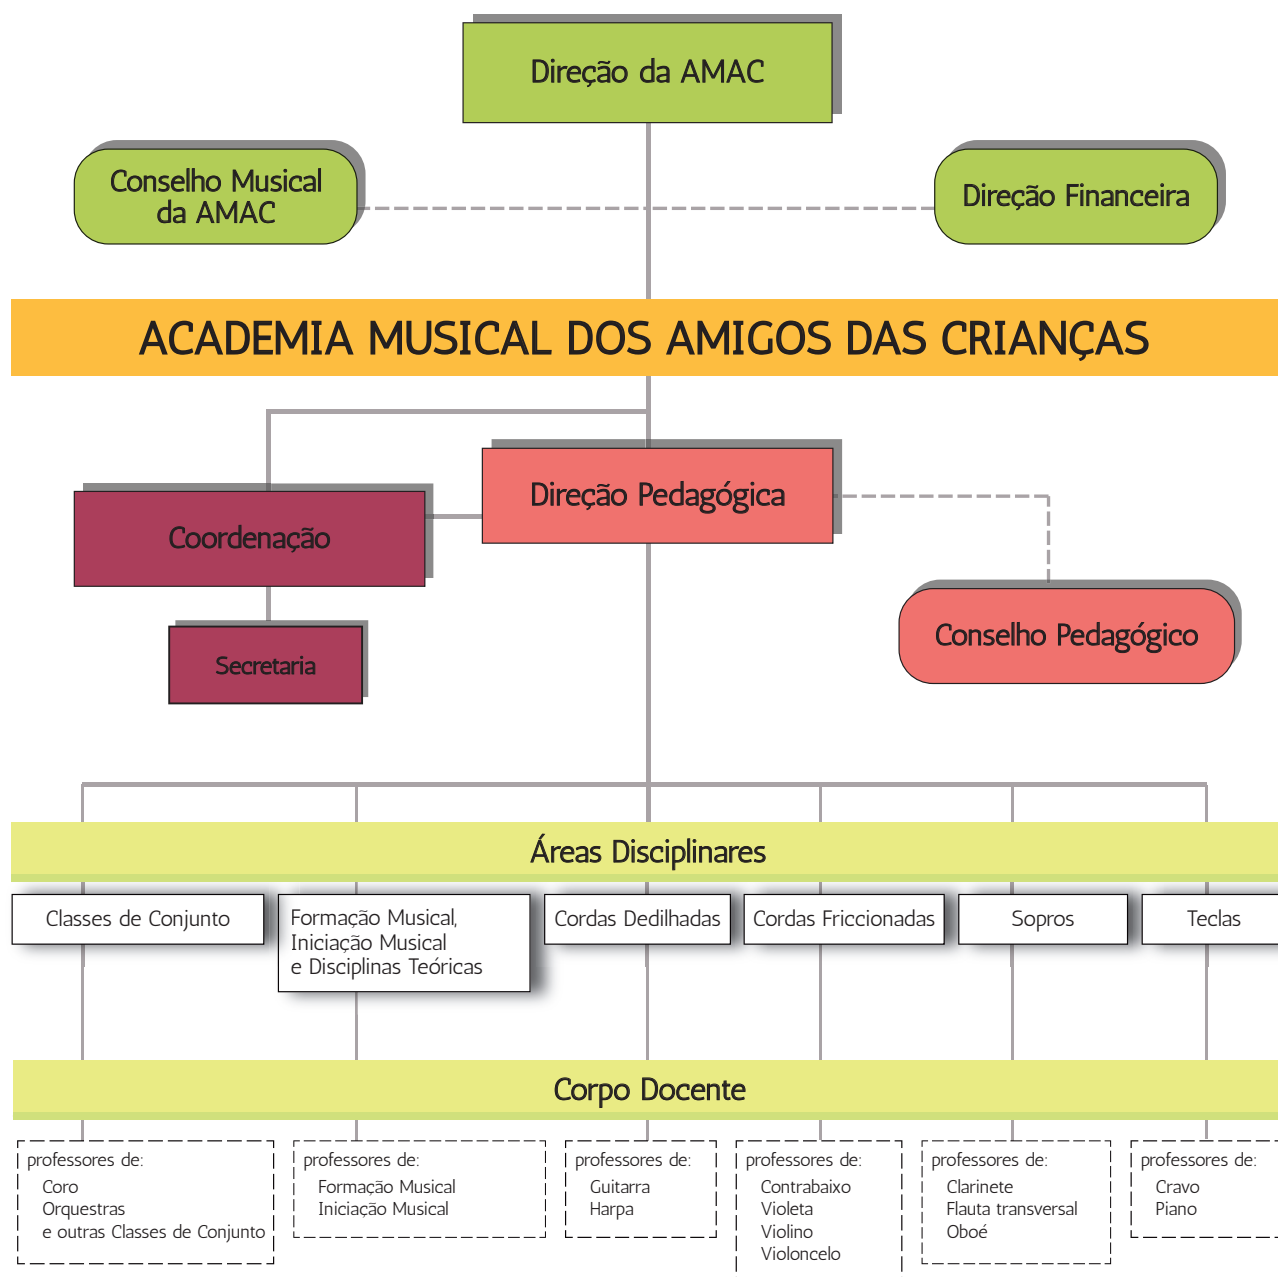 Direção da AMAC
Conselho Musical
da AMAC
Direção Financeira
ACADEMIA MUSICAL DOS AMIGOS DAS CRIANÇAS
Direção Pedagógica
Coordenação
Conselho Pedagógico
Secretaria
Áreas Disciplinares
Classes de Conjunto
Formação Musical,
Iniciação Musical
e Disciplinas Teóricas
Cordas Dedilhadas
Cordas Friccionadas
Sopros
Teclas
Corpo Docente
professores de:
Coro
Orquestras
e outras Classes de Conjunto
professores de:
Formação Musical
Iniciação Musical
professores de:
Guitarra
Harpa
professores de:
Contrabaixo
Violeta
Violino
Violoncelo
professores de:
Clarinete
Flauta transversal
Oboé
professores de:
Cravo
Piano